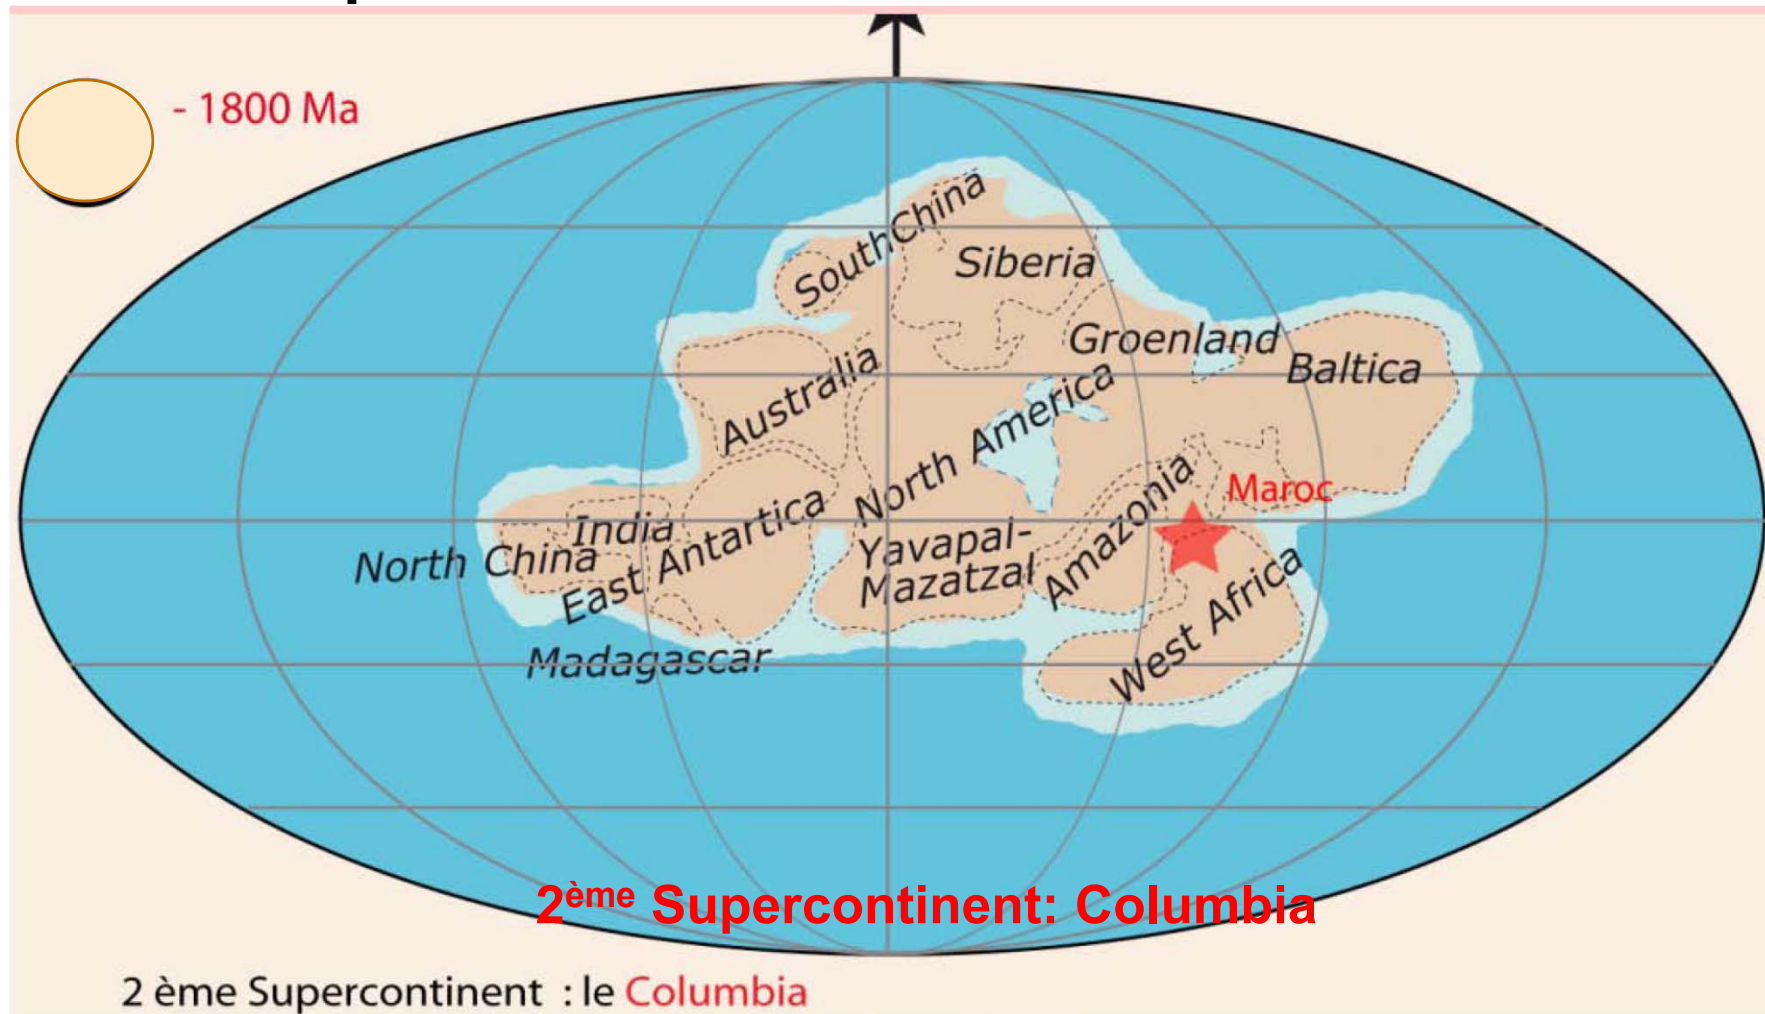 - 1800 Ma
South China
Siberia
Groenland
Baltica
Australia
North America
Maroc
India
North China
East Antartica
Yavapal-
Mazatzal
Amazonia
West Africa
Madagascar
2ème Supercontinent: Columbia
2 ème Supercontinent : le Columbia